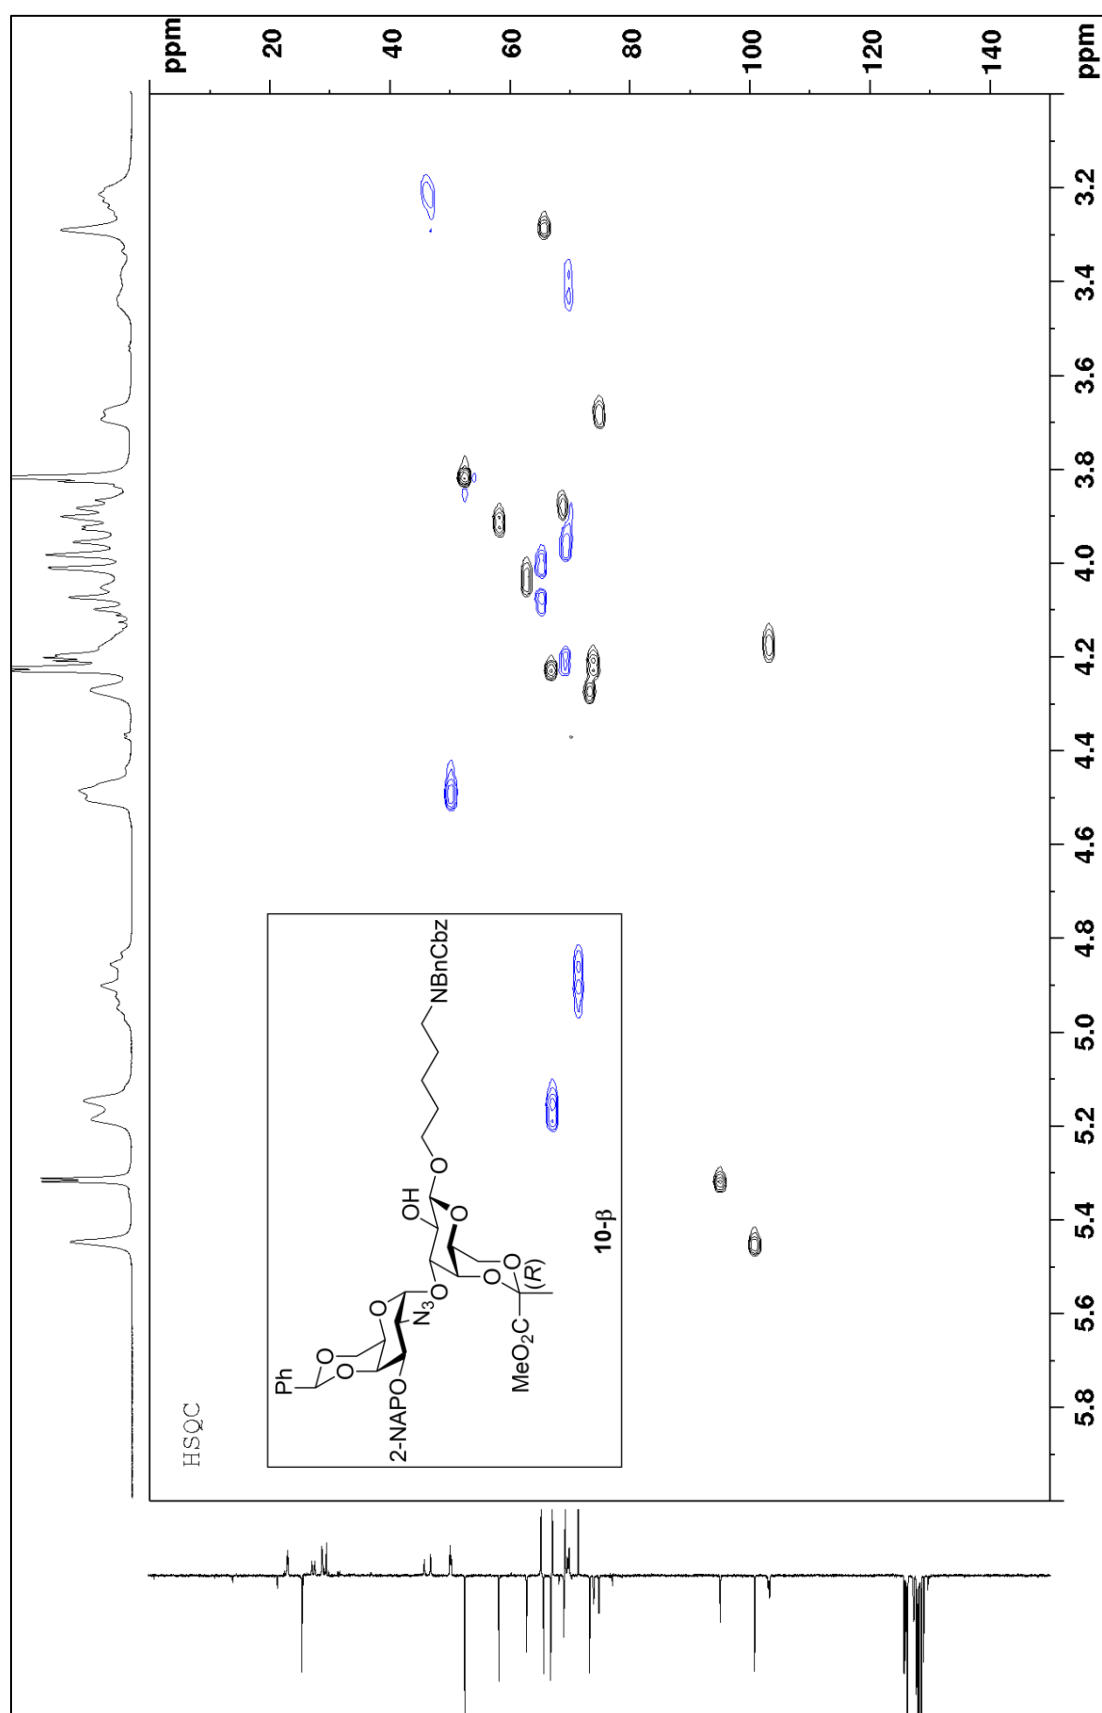 HSQC
Ph
O
O
O
2-NAPO
N3
O
OH
O
O
O
O
(R)
MeO2C
NBnCbz
10-β
ppm
20
40
60
80
100
120
140
ppm
5.8
5.6
5.4
5.2
5.0
4.8
4.6
4.4
4.2
4.0
3.8
3.6
3.4
3.2